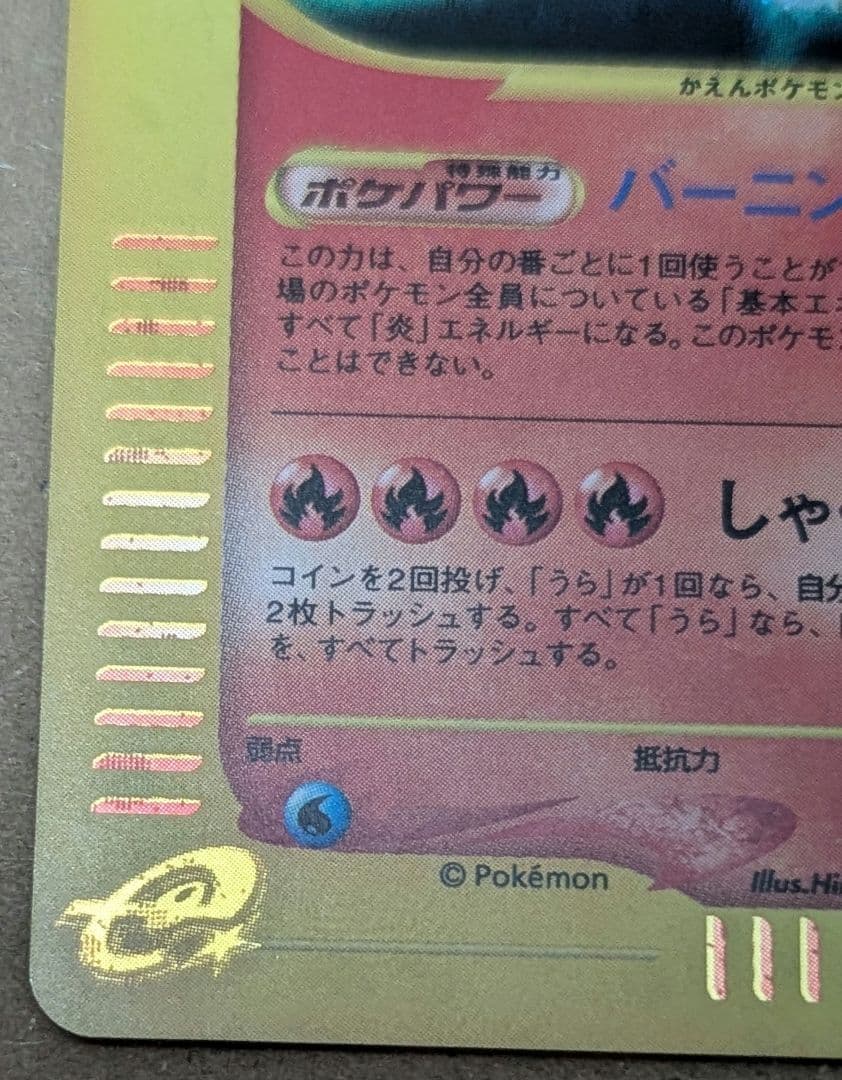 かえんポケモン
特殊能力
ポケパワー
バーニン
この力は、自分の番ごとに1回使うことが
場のポケモン全員についている「基本エネ
すべて「炎」エネルギーになる。このポケモン
ことはできない。
しゃく
コインを2回投げ、「うら」が1回なら、自分
2枚トラッシュする。すべて「うら」なら、
を、すべてトラッシュする。
弱点
抵抗力
© Pokémon
Illus.Hi